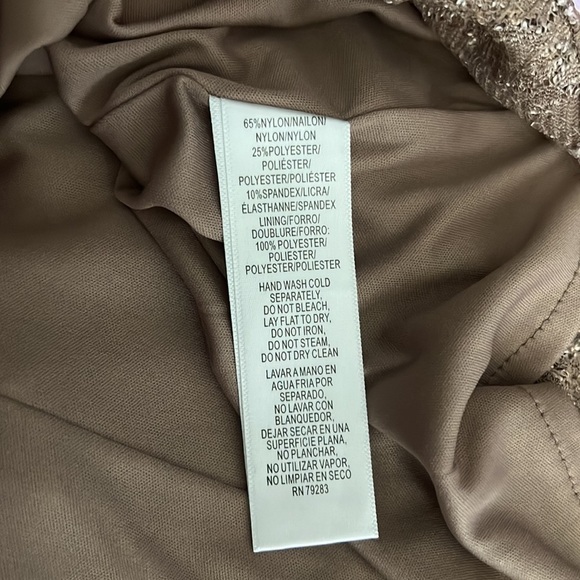 65%NYLON/NAILON/
NYLON/NYLON
25%POLYESTER/
POLIÉSTER/
POLYESTER/POLIÉSTER
10%SPANDEX/LICRA/
ÉLASTHANNE/SPANDEX
LINING/FORRO/
DOUBLURE/FORRO:
100% POLYESTER/
POLIESTER/
POLYESTER/POLIESTER
HAND WASH COLD
SEPARATELY,
DO NOT BLEACH,
LAY FLAT TO DRY,
DO NOT IRON,
DO NOT STEAM,
DO NOT DRY CLEAN
LAVAR A MANO EN
AGUA FRIA POR
SEPARADO,
NO LAVAR CON
BLANQUEDOR,
DEJAR SECAR EN UNA
SUPERFICIE PLANA,
NO PLANCHAR,
NO UTILIZAR VAPOR,
NO LIMPIAR EN SECO
RN 79283